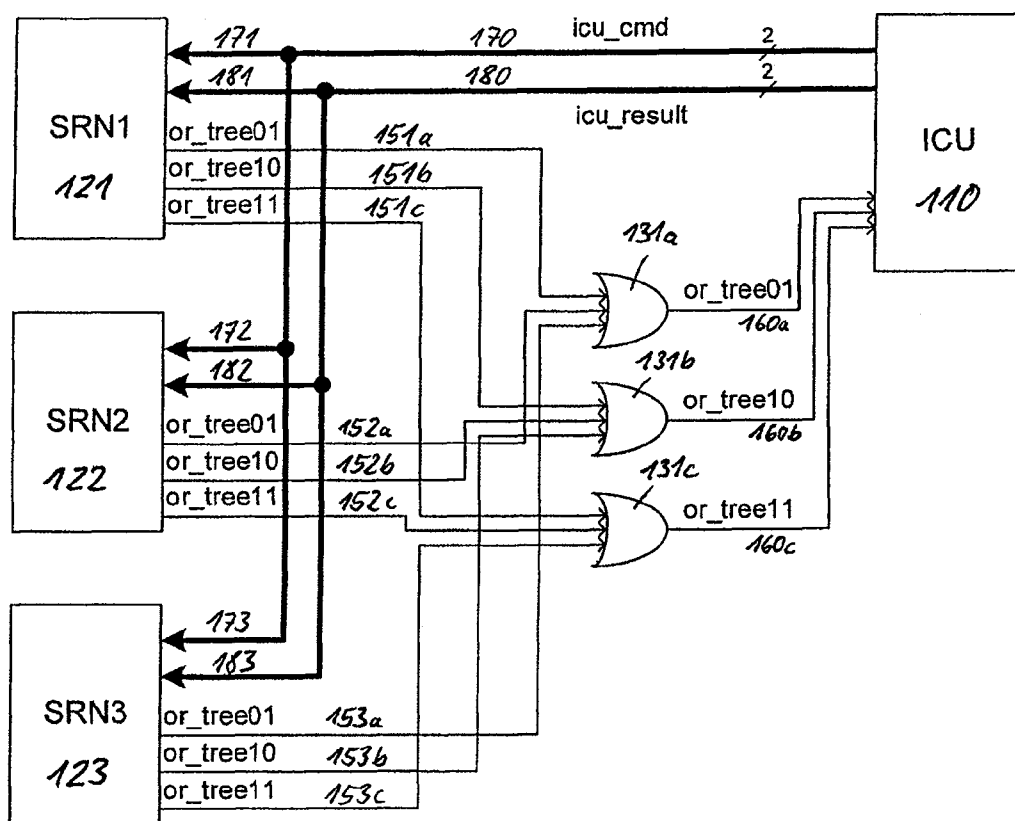 icu_cmd
171
170
2
181
180
2
icu_result
SRN1
121
or_tree01
151a
or_tree10
151b
or_tree11
151c
ICU
110
131a
or_tree01
160a
172
182
SRN2
122
or_tree01
152a
or_tree10
152b
or_tree11
152c
131b
or_tree10
160b
131c
or_tree11
160c
173
183
SRN3
123
or_tree01
153a
or_tree10
153b
or_tree11
153c